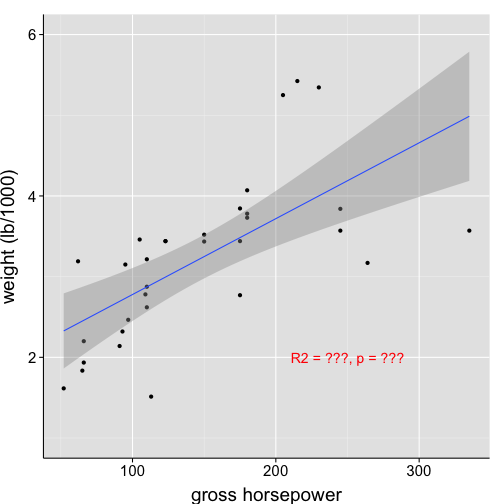 6
4
2
weight (lb/1000)
R2 = ???, p = ???
100
200
300
gross horsepower